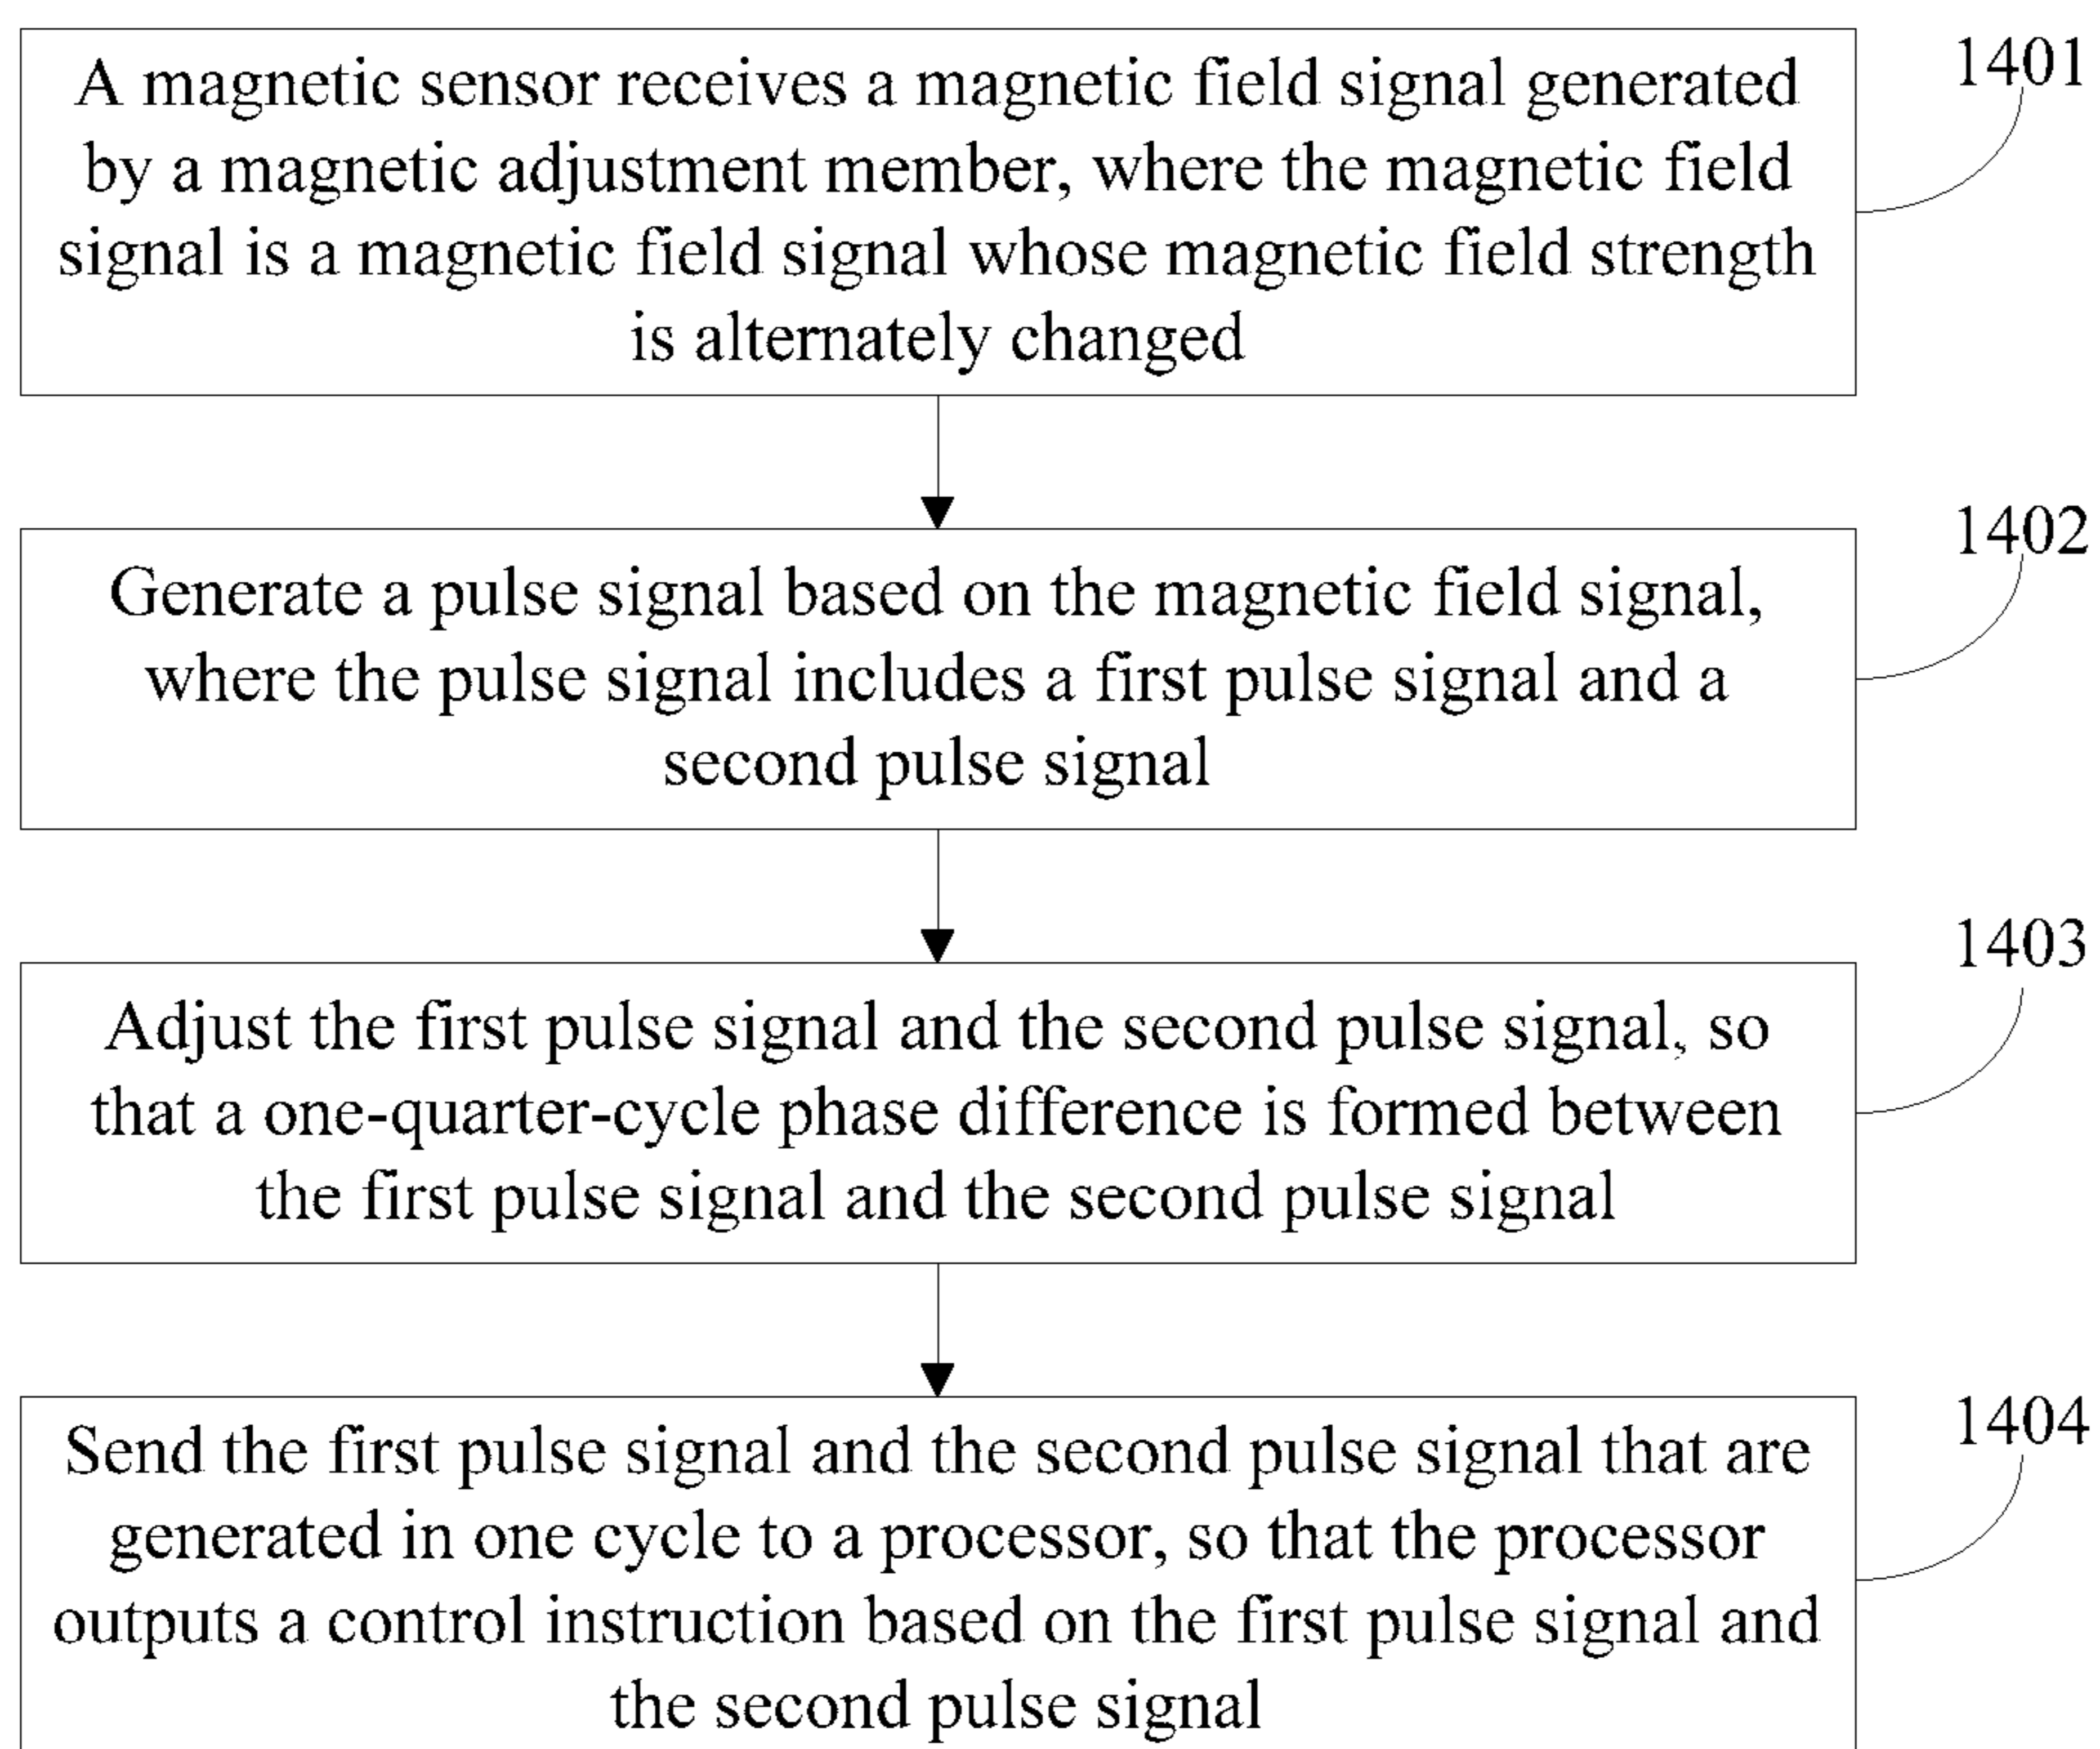 A magnetic sensor receives a magnetic field signal generated
by a magnetic adjustment member, where the magnetic field
signal is a magnetic field signal whose magnetic field strength
is alternately changed
1401
Generate a pulse signal based on the magnetic field signal,
where the pulse signal includes a first pulse signal and a
second pulse signal
1402
Adjust the first pulse signal and the second pulse signal, so
that a one-quarter-cycle phase difference is formed between
the first pulse signal and the second pulse signal
1403
Send the first pulse signal and the second pulse signal that are
generated in one cycle to a processor, so that the processor
outputs a control instruction based on the first pulse signal and
the second pulse signal
1404